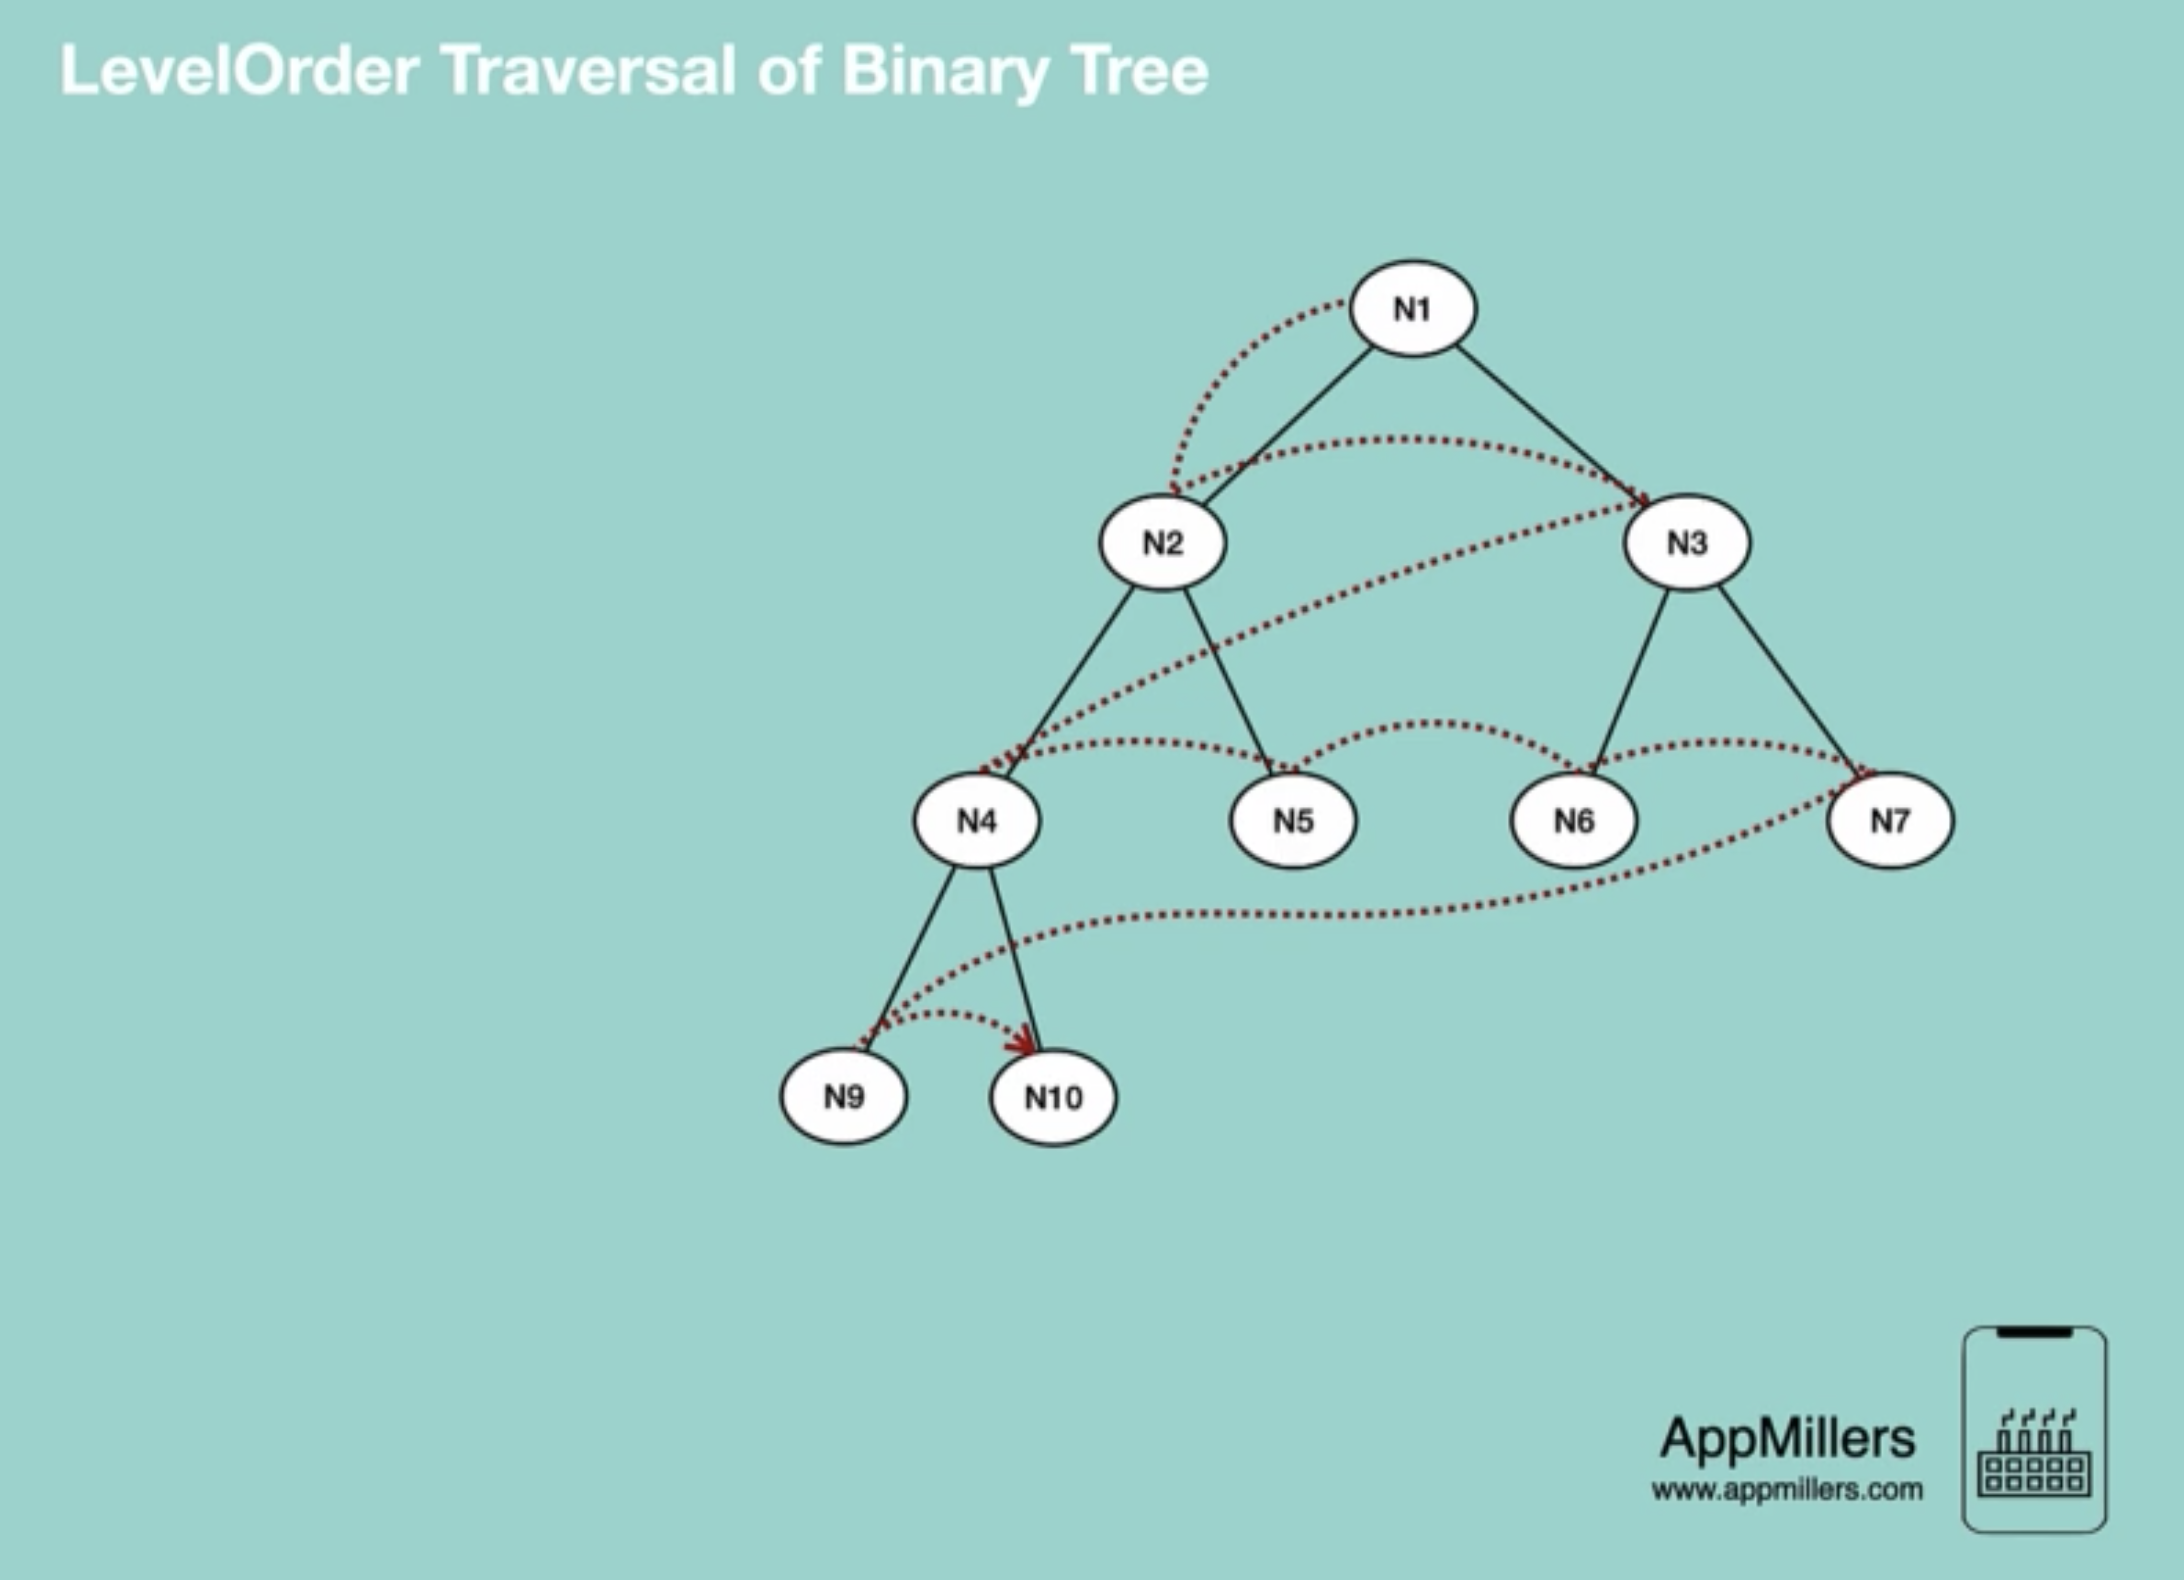 LevelOrder Traversal of Binary Tree
N1
N2 N3
N4 N5 N6 N7
N9 N10
AppMillers
www.appmillers.com